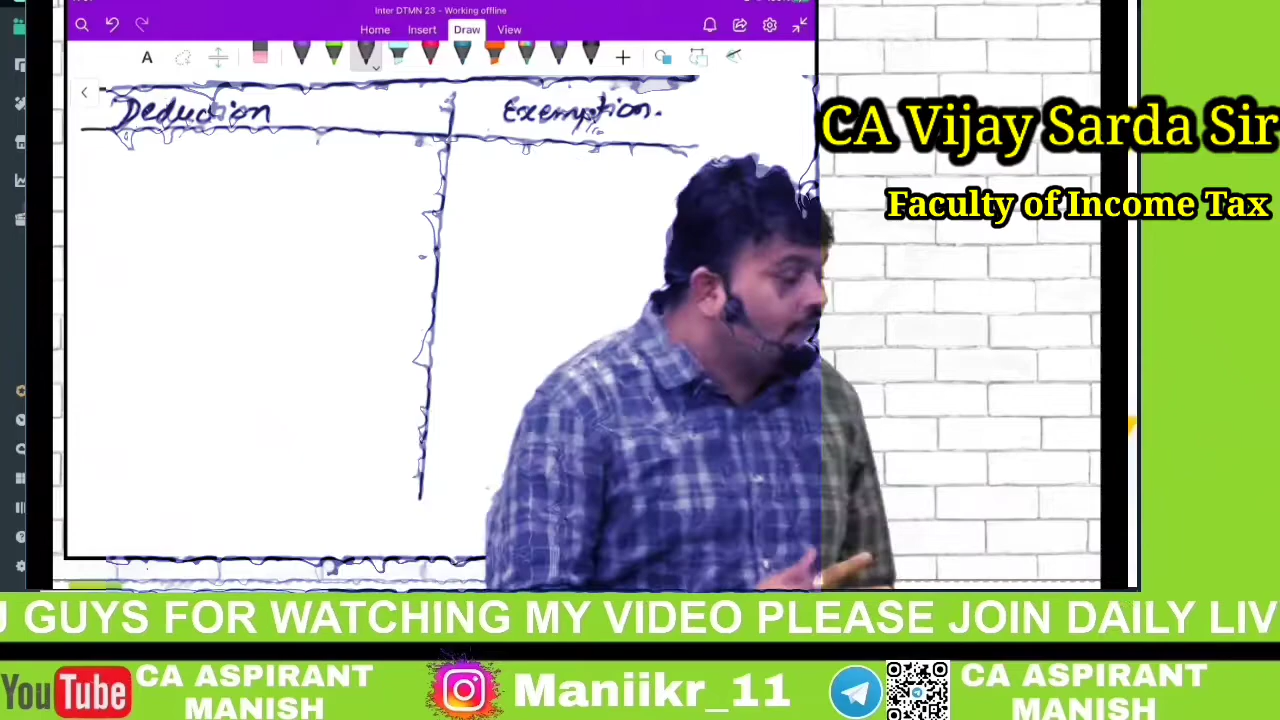 Inter DTMN 23 - Working offline
Home Insert Draw View
A
Deduction Exemption.
CA Vijay Sarda Sir
Faculty of Income Tax
GUYS FOR WATCHING MY VIDEO PLEASE JOIN DAILY LIV
YouTube CA ASPIRANT MANISH
Maniikr_11
CA ASPIRANT MANISH